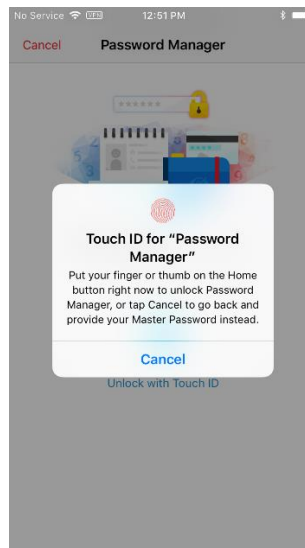 No Service VPN 12:51 PM
Cancel Password Manager
Touch ID for “Password
Manager”
Put your finger or thumb on the Home
button right now to unlock Password
Manager, or tap Cancel to go back and
provide your Master Password instead.
Cancel
Unlock with Touch ID